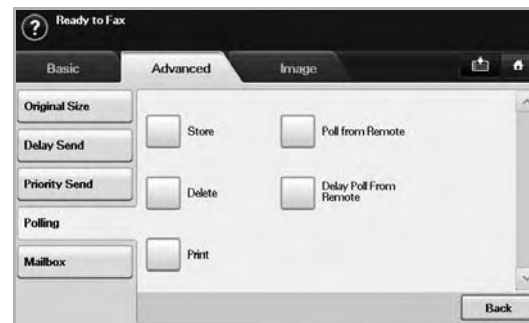 ? Ready to Fax
Basic
Advanced
Image
Original Size
Delay Send
Priority Send
Polling
Mailbox
Store
Poll from Remote
Delete
Delay Poll From
Remote
Print
Back